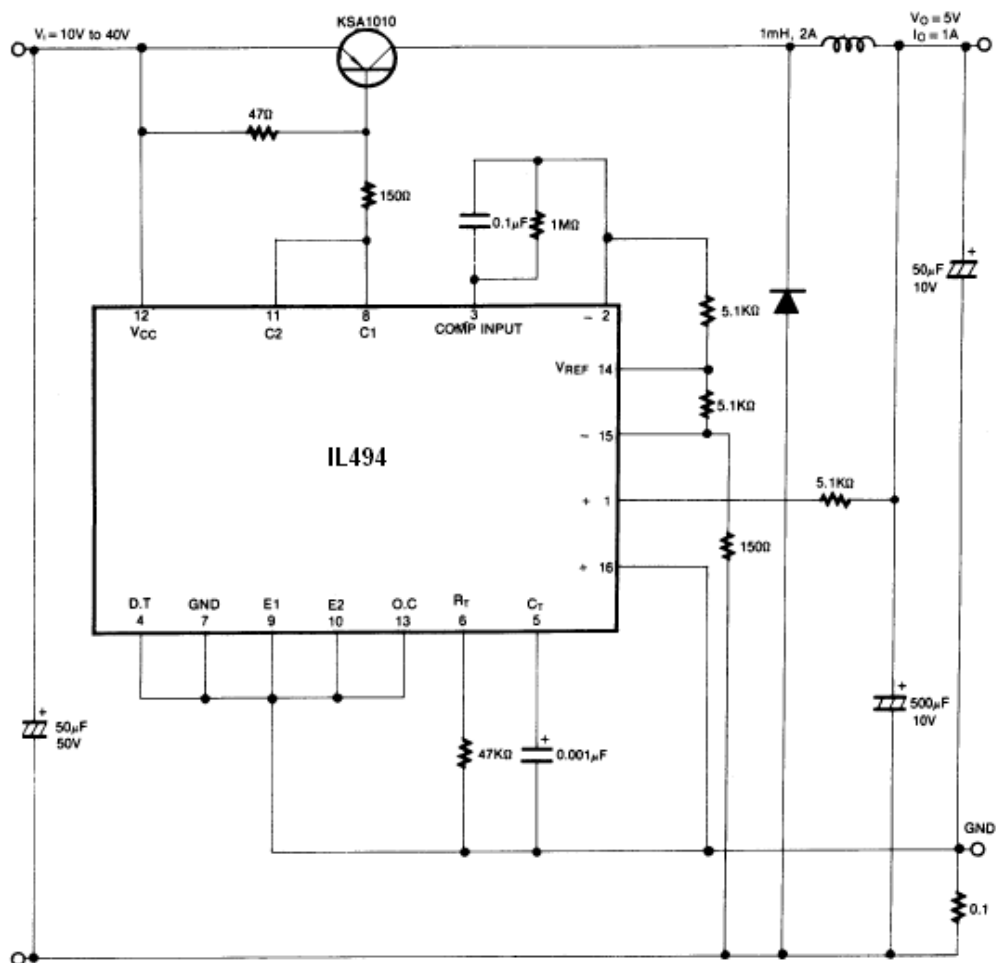 KSA1010
Vı = 10V to 40V
1mH, 2A
VO = 5V
IO = 1A
47Ω
150Ω
0.1μF
1MΩ
5.1KΩ
50μF
10V
+
12
VCC
11
C2
8
C1
3
COMP INPUT
− 2
VREF 14
5.1KΩ
− 15
IL494
+ 1
5.1KΩ
150Ω
+ 16
D.T
4
GND
7
E1
9
E2
10
O.C
13
RT
6
CT
5
+
50μF
50V
47KΩ
+
0.001μF
+
500μF
10V
GND
0.1